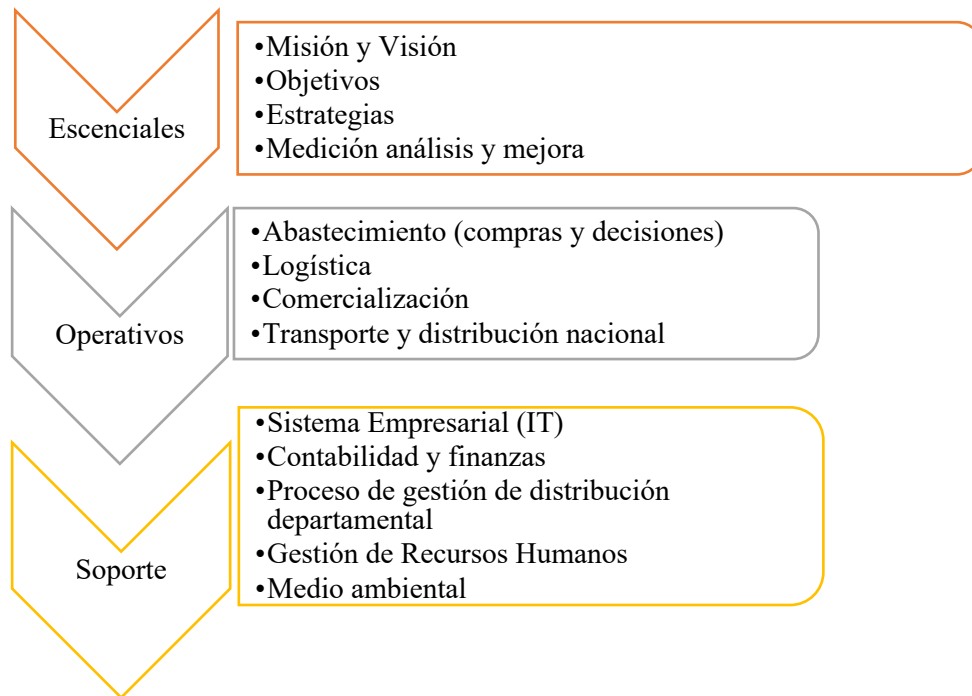 Escenciales
•Misión y Visión
•Objetivos
•Estrategias
•Medición análisis y mejora
Operativos
•Abastecimiento (compras y decisiones)
•Logística
•Comercialización
•Transporte y distribución nacional
Soporte
•Sistema Empresarial (IT)
•Contabilidad y finanzas
•Proceso de gestión de distribución
departamental
•Gestión de Recursos Humanos
•Medio ambiental